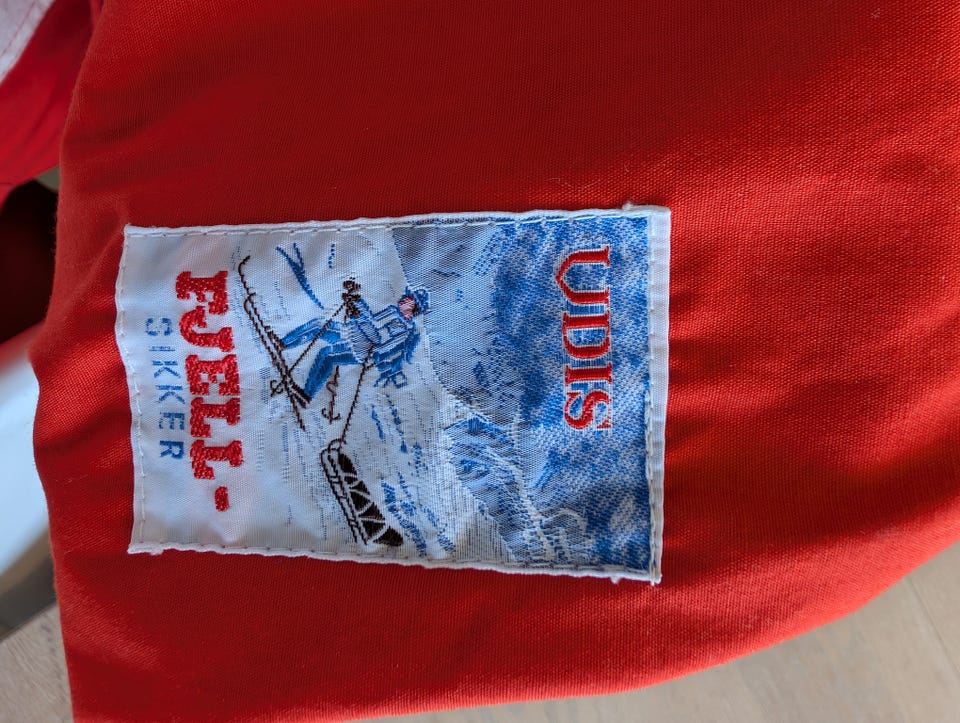 UDIS
FJELL-
SIKKER